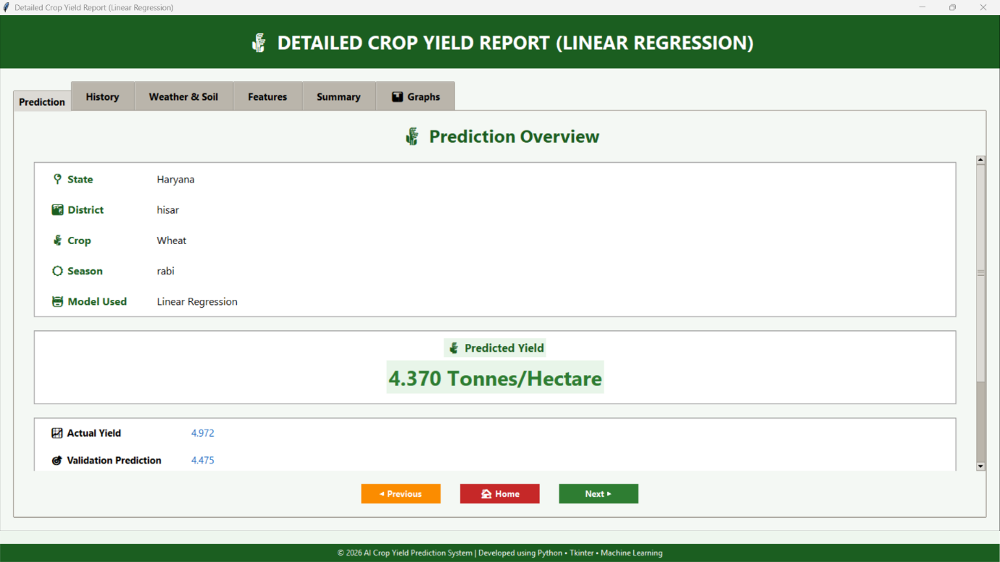 Detailed Crop Yield Report (Linear Regression)
DETAILED CROP YIELD REPORT (LINEAR REGRESSION)
Prediction History Weather & Soil Features Summary Graphs
Prediction Overview
State Haryana
District hisar
Crop Wheat
Season rabi
Model Used Linear Regression
Predicted Yield
4.370 Tonnes/Hectare
Actual Yield 4.972
Validation Prediction 4.475
Previous Home Next
© 2026 AI Crop Yield Prediction System | Developed using Python • Tkinter • Machine Learning